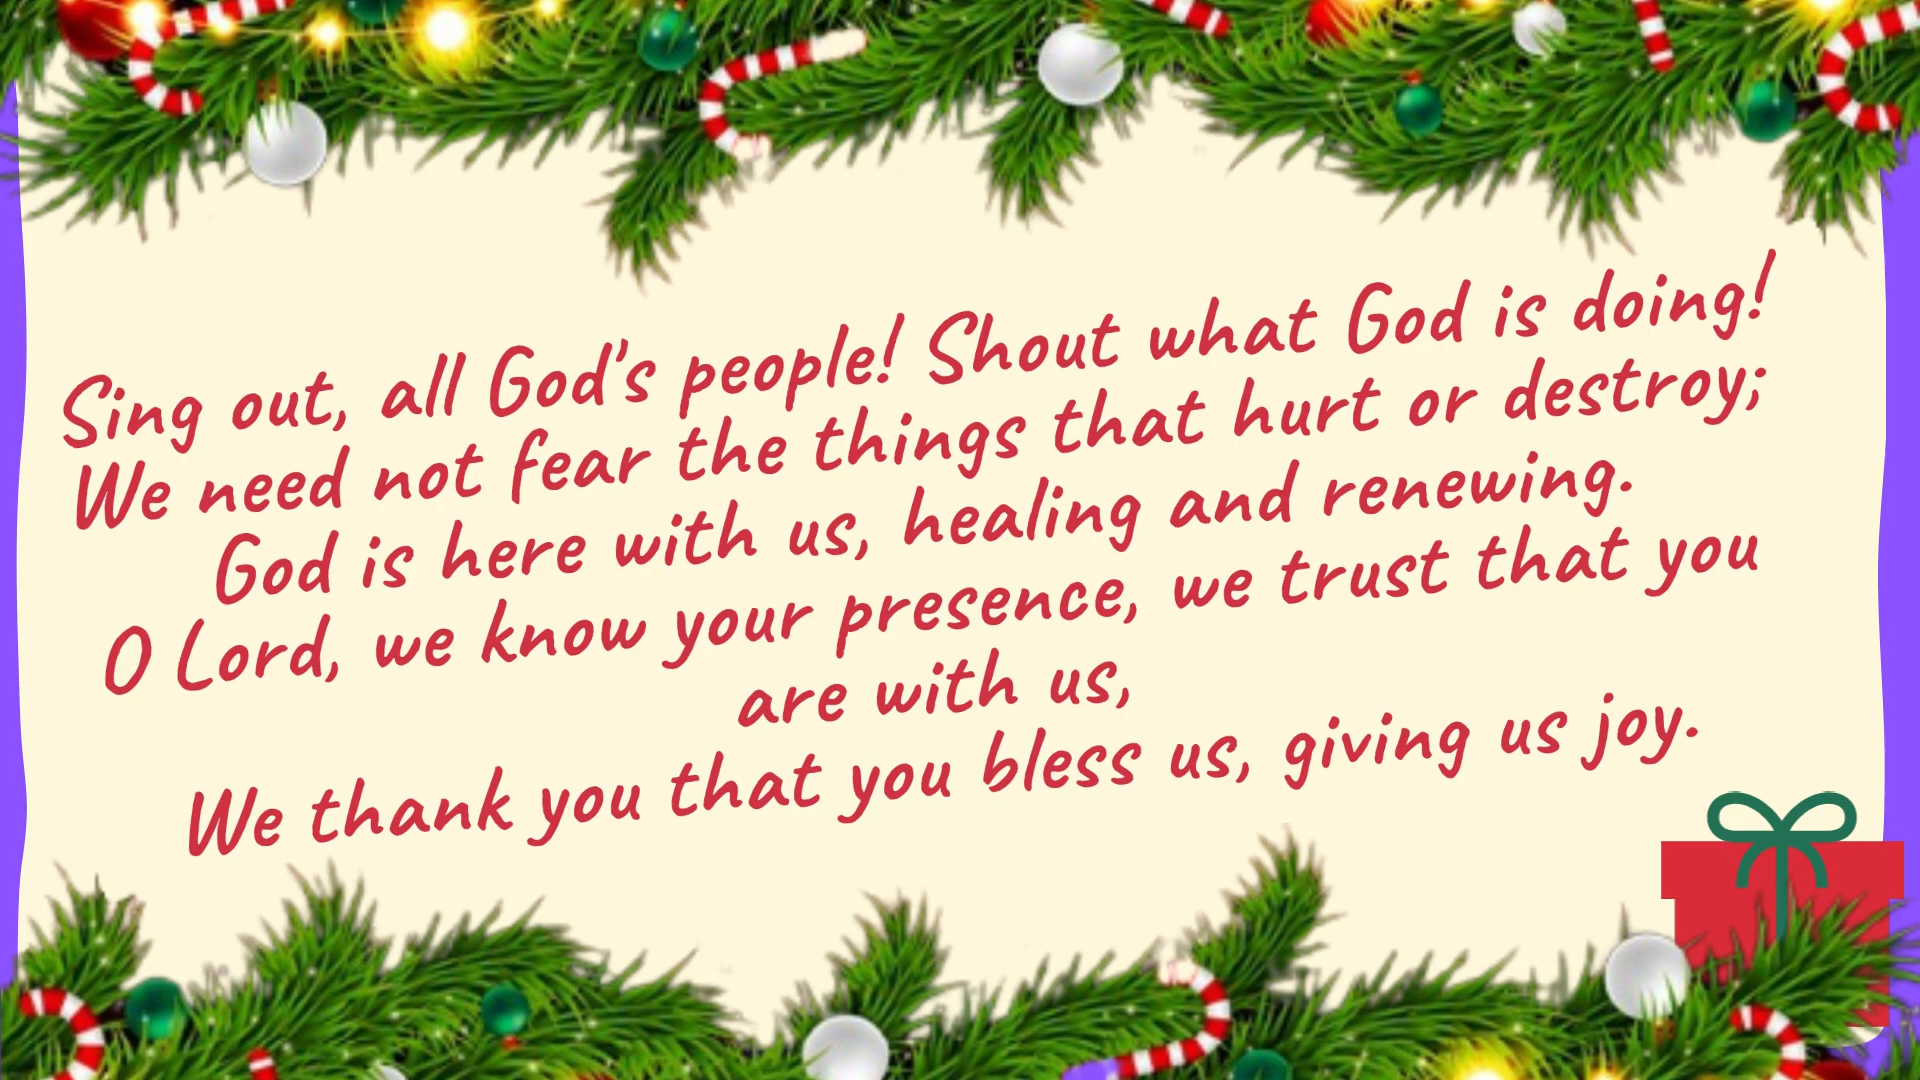 Sing out, all God's people! Shout what God is doing!
We need not fear the things that hurt or destroy;
God is here with us, healing and renewing.
O Lord, we know your presence, we trust that you
are with us,
We thank you that you bless us, giving us joy.